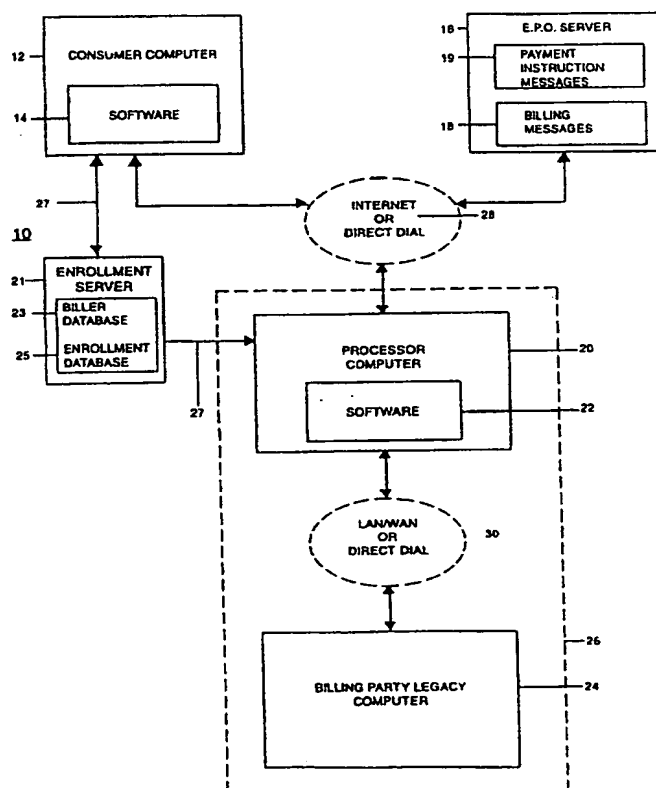 12
CONSUMER COMPUTER
14
SOFTWARE
16
E.P.O. SERVER
19
PAYMENT
INSTRUCTION
MESSAGES
18
BILLING
MESSAGES
27
INTERNET
OR
DIRECT DIAL
28
10
21
ENROLLMENT
SERVER
23
BILLER
DATABASE
25
ENROLLMENT
DATABASE
27
PROCESSOR
COMPUTER
20
SOFTWARE
22
LAN/WAN
OR
DIRECT DIAL
30
26
BILLING PARTY LEGACY
COMPUTER
24